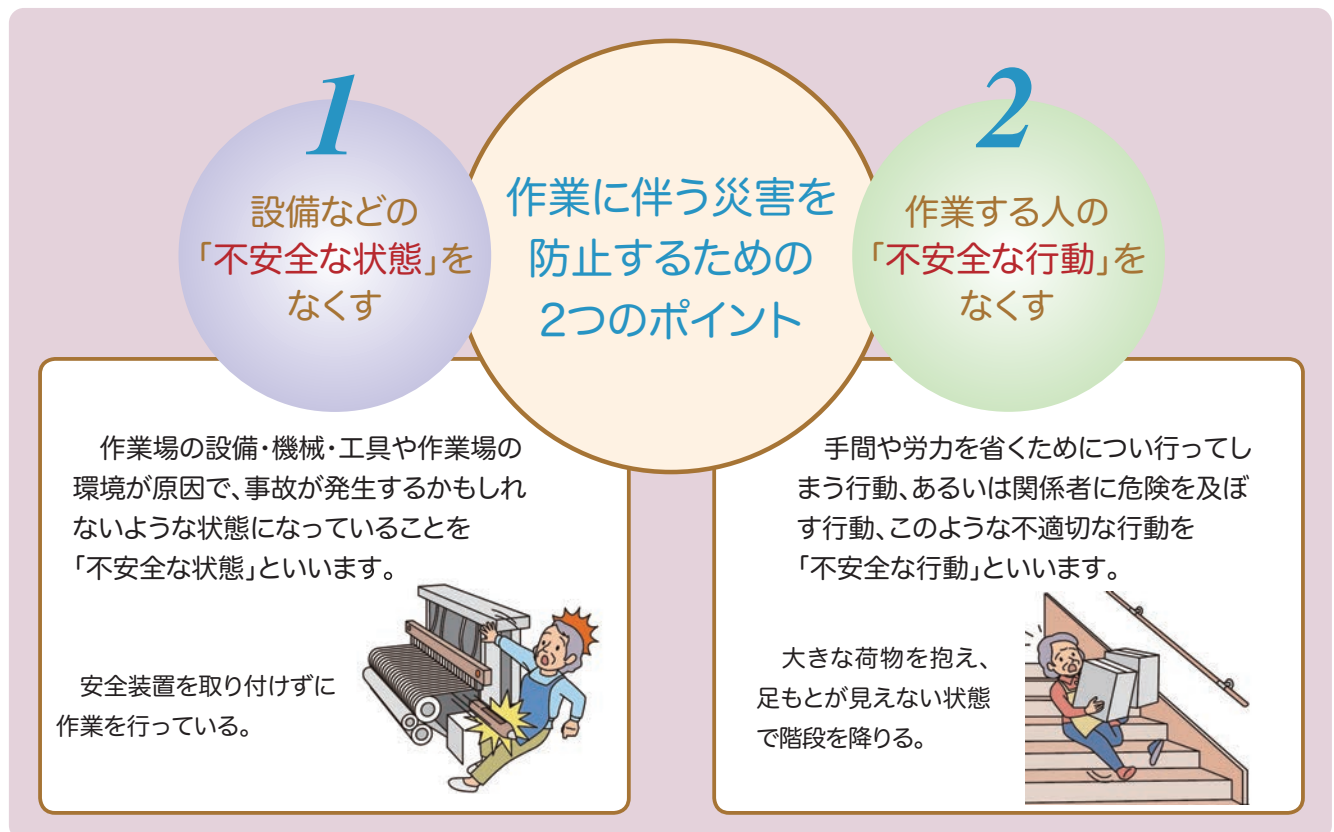 作業に伴う災害を
防止するための
2つのポイント
1
設備などの
「不安全な状態」を
なくす
作業場の設備・機械・工具や作業場の
環境が原因で、事故が発生するかもしれ
ないような状態になっていることを
「不安全な状態」といいます。
安全装置を取り付けずに
作業を行っている。
2
作業する人の
「不安全な行動」を
なくす
手間や労力を省くためについ行ってし
まう行動、あるいは関係者に危険を及ぼ
す行動、このような不適切な行動を
「不安全な行動」といいます。
大きな荷物を抱え、
足もとが見えない状態
で階段を降りる。